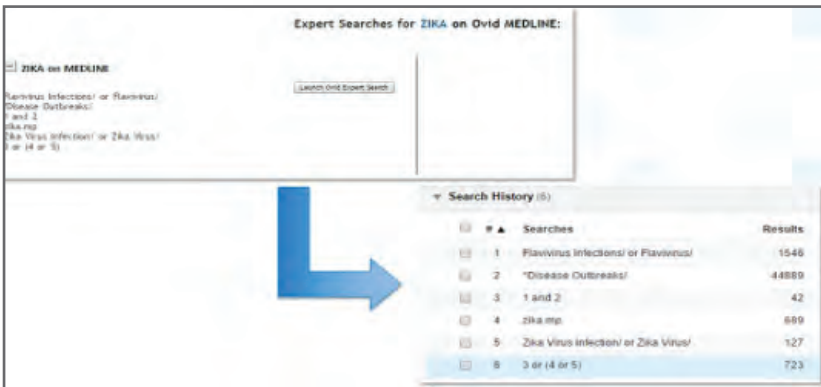 Expert Searches for ZIKA on Ovid MEDLINE:
ZIKA on MEDLINE
Launch Ovid Expert Search
Flavivirus Infections/ or Flavivirus/
*Disease Outbreaks/
1 and 2
zika.mp
Zika Virus Infection/ or Zika Virus/
3 or (4 or 5)
Search History (6)
# ▲ Searches Results
1 Flavivirus Infections/ or Flavivirus/ 1546
2 *Disease Outbreaks/ 44889
3 1 and 2 42
4 zika.mp. 689
5 Zika Virus Infection/ or Zika Virus/ 127
6 3 or (4 or 5) 723